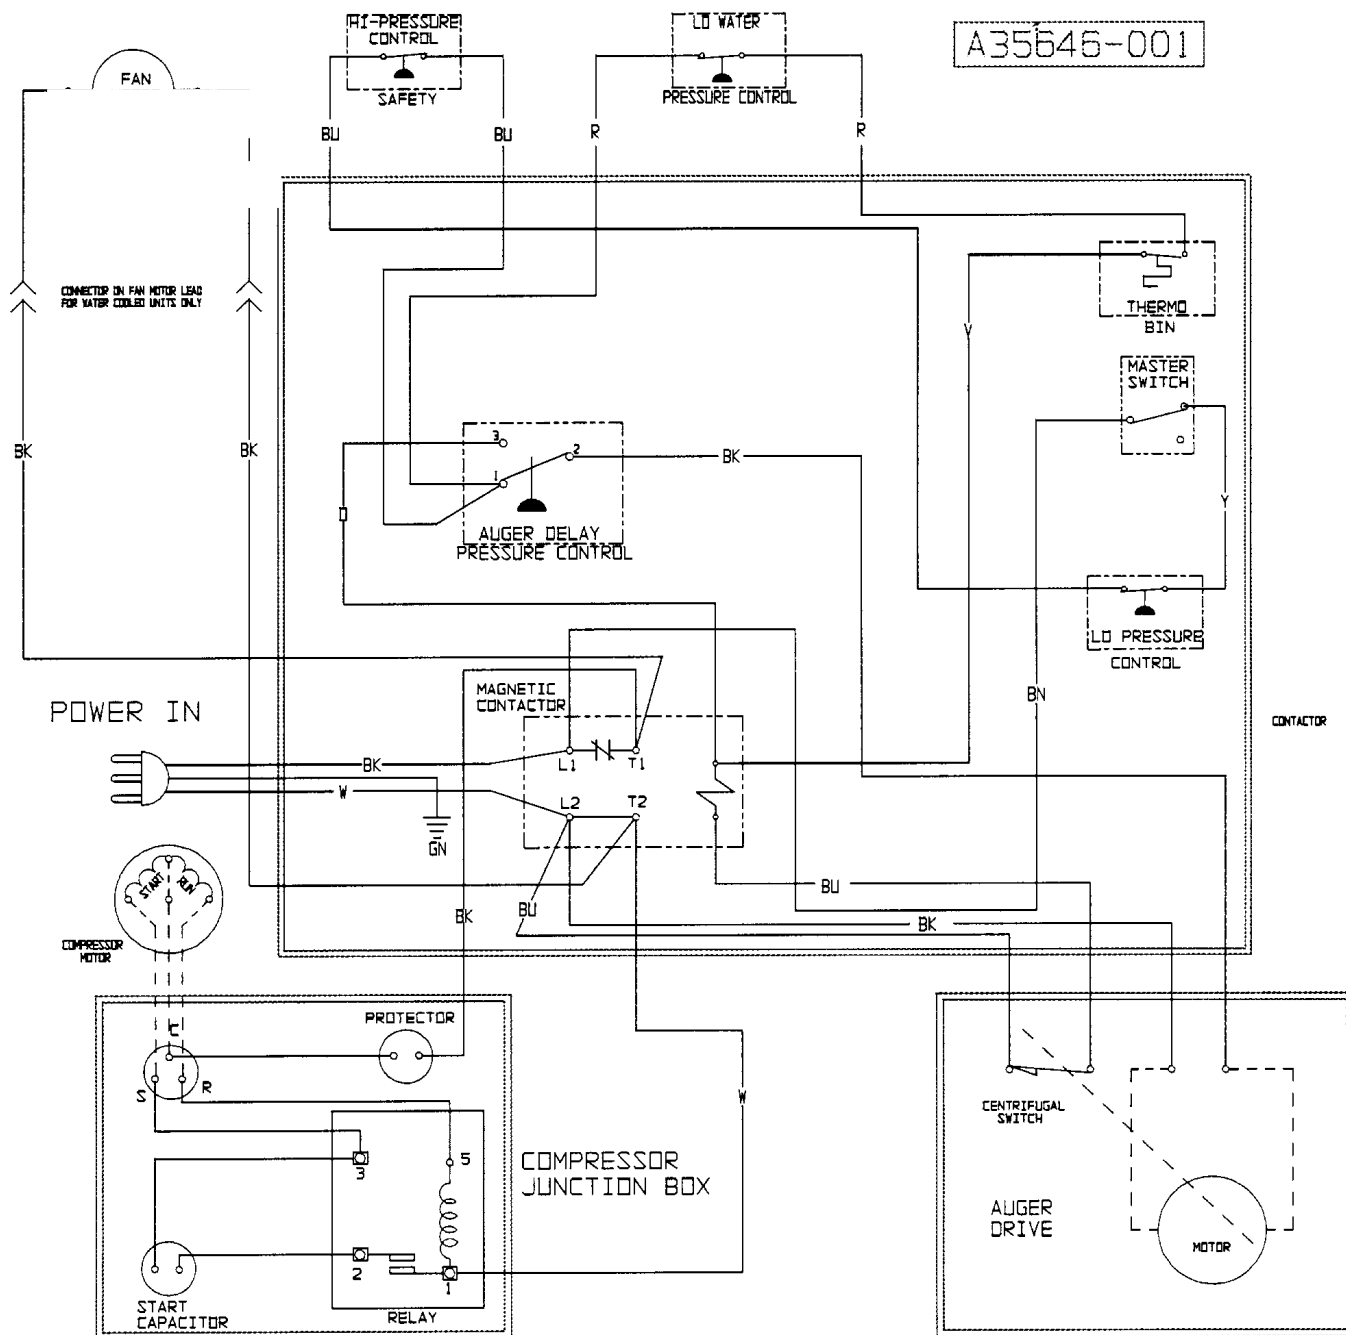 HI-PRESSURE
CONTROL
SAFETY
LO WATER
PRESSURE CONTROL
A35646-001
FAN
BU
BU
R
R
CONNECTOR ON FAN MOTOR LEAD
FOR WATER COOLED UNITS ONLY
THERMO
BIN
V
MASTER
SWITCH
BK
BK
3
2
1
BK
O
Y
AUGER DELAY
PRESSURE CONTROL
LO PRESSURE
CONTROL
BN
POWER IN
MAGNETIC
CONTACTOR
CONTACTOR
BK
L1
T1
W
L2
T2
GN
START
RUN
BU
BK
BU
BK
COMPRESSOR
MOTOR
C
PROTECTOR
S
R
W
CENTRIFUGAL
SWITCH
3
5
COMPRESSOR
JUNCTION BOX
AUGER
DRIVE
MOTOR
2
1
START
CAPACITOR
RELAY